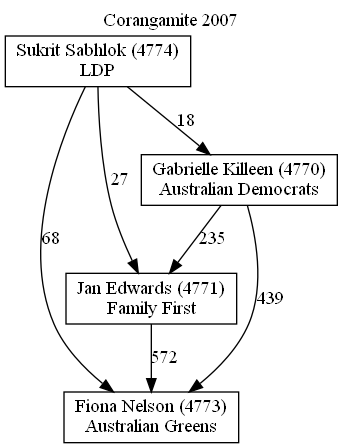 Corangamite 2007
Sukrit Sabhlok (4774)
LDP
18
Gabrielle Killeen (4770)
Australian Democrats
27
68
235
439
Jan Edwards (4771)
Family First
572
Fiona Nelson (4773)
Australian Greens